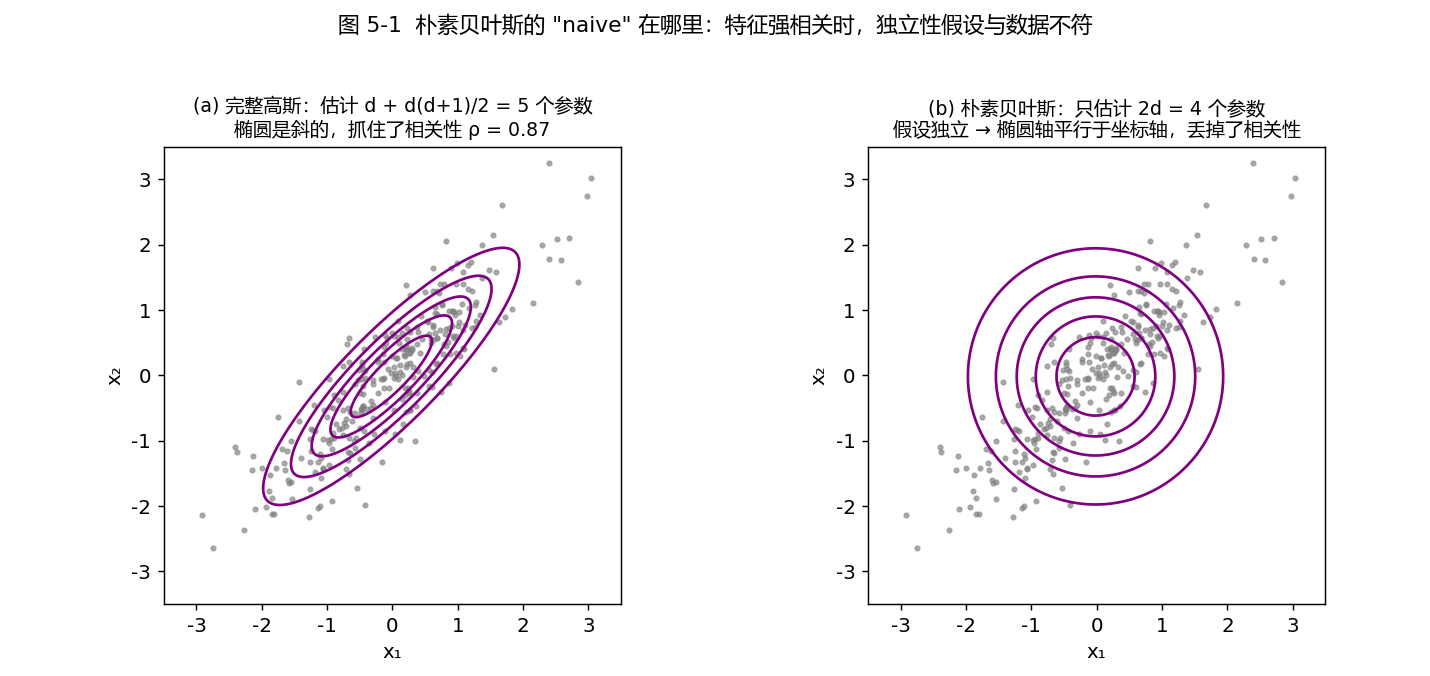 图 5-1  朴素贝叶斯的 "naive" 在哪里：特征强相关时，独立性假设与数据不符
(a) 完整高斯：估计 d + d(d+1)/2 = 5 个参数
椭圆是斜的，抓住了相关性 ρ = 0.87
3
2
1
0
-1
-2
-3
x₂
-3 -2 -1 0 1 2 3
x₁
(b) 朴素贝叶斯：只估计 2d = 4 个参数
假设独立 → 椭圆轴平行于坐标轴，丢掉了相关性
3
2
1
0
-1
-2
-3
x₂
-3 -2 -1 0 1 2 3
x₁